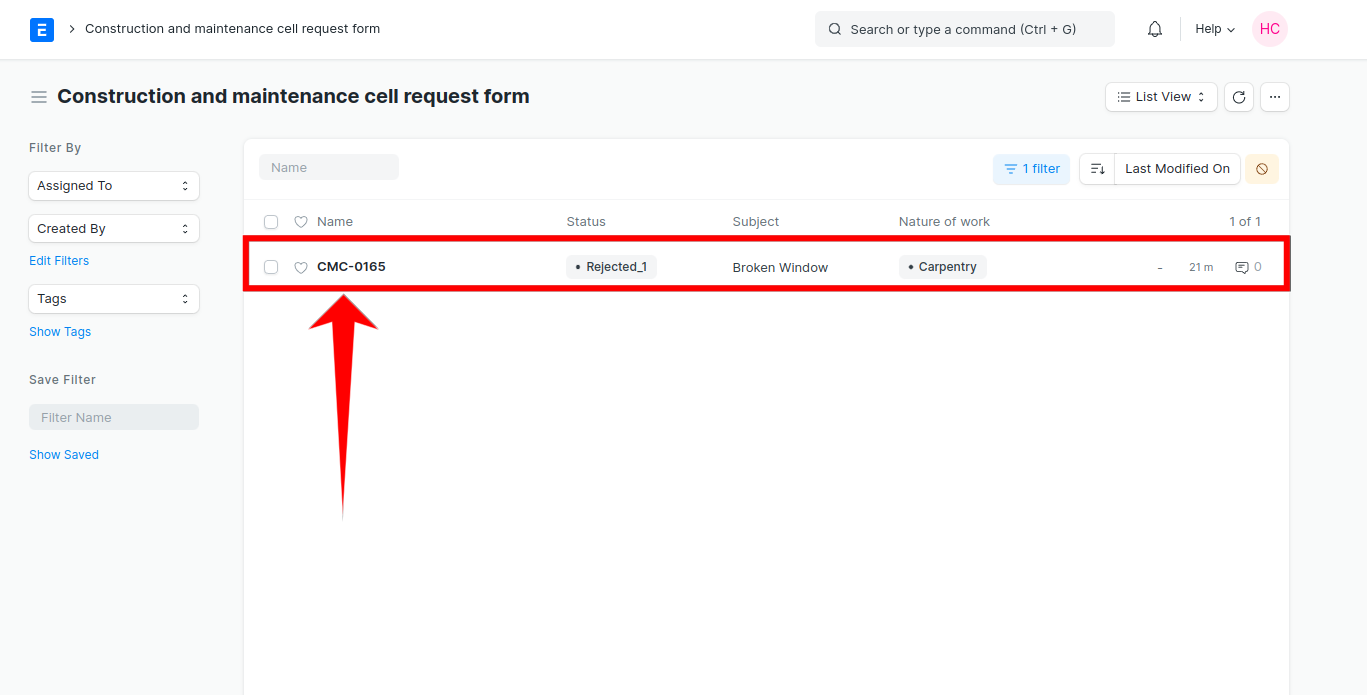 E Construction and maintenance cell request form Search or type a command (Ctrl + G) Help HC
Construction and maintenance cell request form List View
Filter By
Assigned To
Created By
Edit Filters
Tags
Show Tags
Save Filter
Filter Name
Show Saved
Name 1 filter Last Modified On
Name Status Subject Nature of work 1 of 1
CMC-0165 Rejected_1 Broken Window Carpentry - 21 m 0